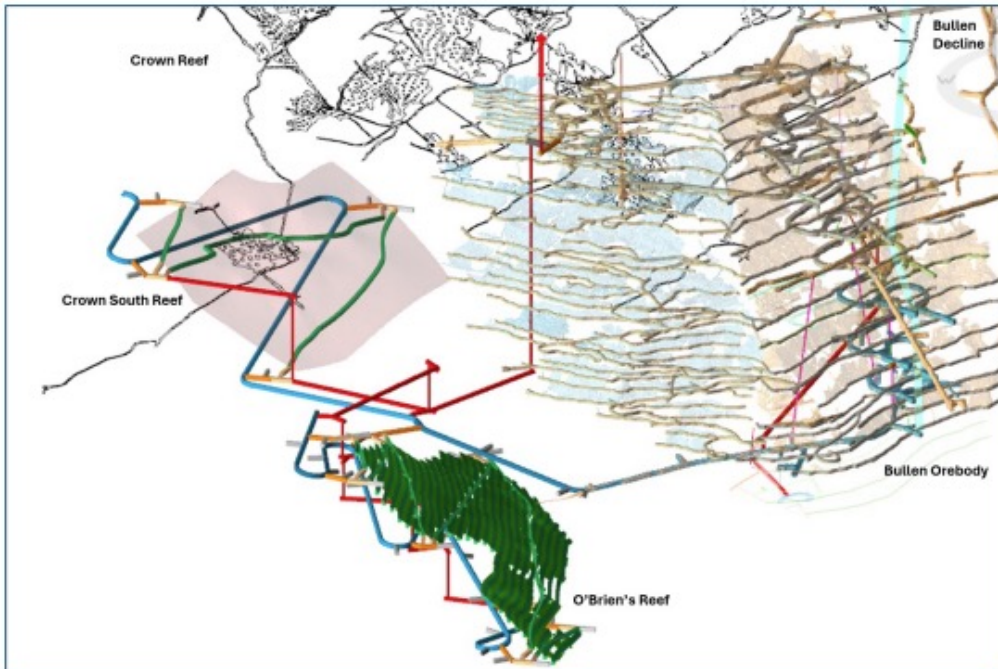 Crown Reef
Bullen
Decline
Crown South Reef
Bullen Orebody
O'Brien's Reef